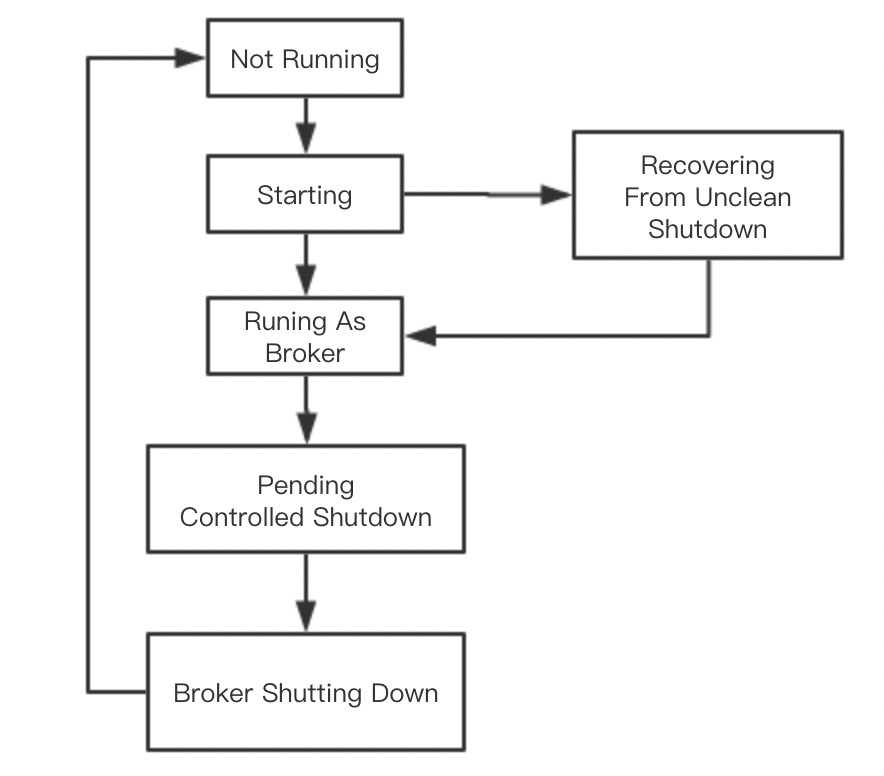 Not Running
Starting
Recovering
From Unclean
Shutdown
Runing As
Broker
Pending
Controlled Shutdown
Broker Shutting Down